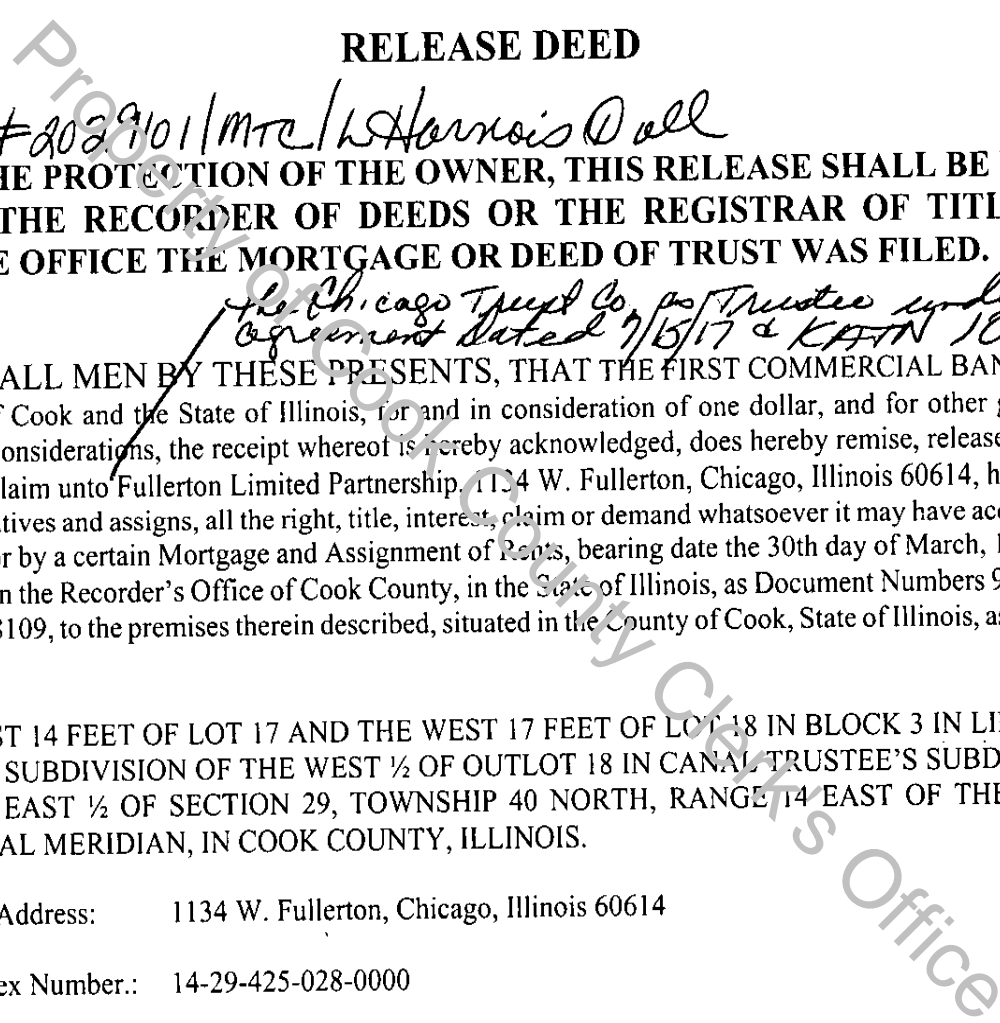 RELEASE DEED
#2029101/MTC/
HE PROTECTION OF THE OWNER, THIS RELEASE SHALL BE
THE RECORDER OF DEEDS OR THE REGISTRAR OF TITL
E OFFICE THE MORTGAGE OR DEED OF TRUST WAS FILED.
the Chicago Trust Co. as Trustee und
agreement dated 7/15/17
ALL MEN BY THESE PRESENTS, THAT THE FIRST COMMERCIAL BAN
f Cook and the State of Illinois, for and in consideration of one dollar, and for other g
onsiderations, the receipt whereof is hereby acknowledged, does hereby remise, release
laim unto Fullerton Limited Partnership, 1134 W. Fullerton, Chicago, Illinois 60614, h
tives and assigns, all the right, title, interest, claim or demand whatsoever it may have acc
r by a certain Mortgage and Assignment of Rents, bearing date the 30th day of March, 1
n the Recorder's Office of Cook County, in the State of Illinois, as Document Numbers 9
8109, to the premises therein described, situated in the County of Cook, State of Illinois, as
ST 14 FEET OF LOT 17 AND THE WEST 17 FEET OF LOT 18 IN BLOCK 3 IN LI
SUBDIVISION OF THE WEST ½ OF OUTLOT 18 IN CANAL TRUSTEE'S SUBD
EAST ½ OF SECTION 29, TOWNSHIP 40 NORTH, RANGE 14 EAST OF THE
AL MERIDIAN, IN COOK COUNTY, ILLINOIS.
Address: 1134 W. Fullerton, Chicago, Illinois 60614
ex Number.: 14-29-425-028-0000
Property of Cook County Clerk's Office